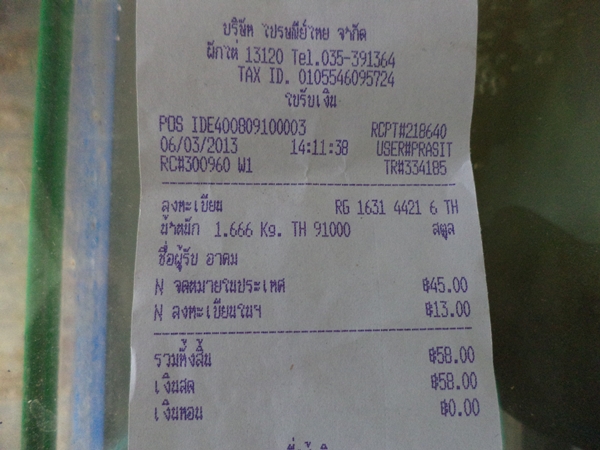 บริษัท ไปรษณีย์ไทย จำกัด
ผักไห่ 13120 Tel.035-391364
TAX ID. 0105546095724
ใบรับเงิน
POS IDE400809100003 RCPT#218640
06/03/2013 14:11:38 USER#PRASIT
RC#300960 W1 TR#334185
ลงทะเบียน RG 1631 4421 6 TH
น้ำหนัก 1.666 Kg. TH 91000 สตูล
ชื่อผู้รับ อาดม
N จดหมายในประเทศ ฿45.00
N ลงทะเบียนในฯ ฿13.00
รวมทั้งสิ้น ฿58.00
เงินสด ฿58.00
เงินทอน ฿0.00